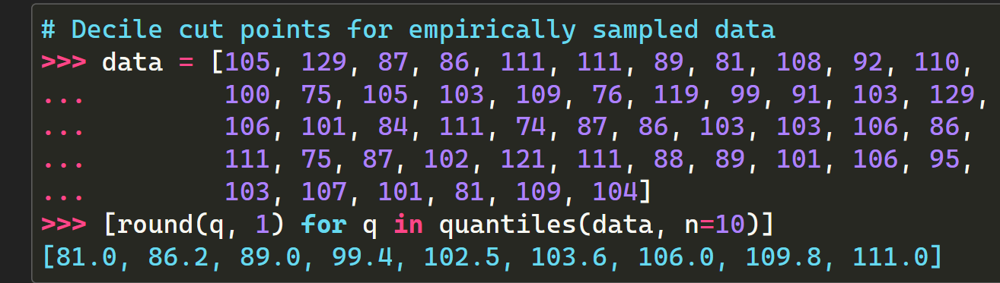 # Decile cut points for empirically sampled data
>>> data = [105, 129, 87, 86, 111, 111, 89, 81, 108, 92, 110,
...         100, 75, 105, 103, 109, 76, 119, 99, 91, 103, 129,
...         106, 101, 84, 111, 74, 87, 86, 103, 103, 106, 86,
...         111, 75, 87, 102, 121, 111, 88, 89, 101, 106, 95,
...         103, 107, 101, 81, 109, 104]
>>> [round(q, 1) for q in quantiles(data, n=10)]
[81.0, 86.2, 89.0, 99.4, 102.5, 103.6, 106.0, 109.8, 111.0]